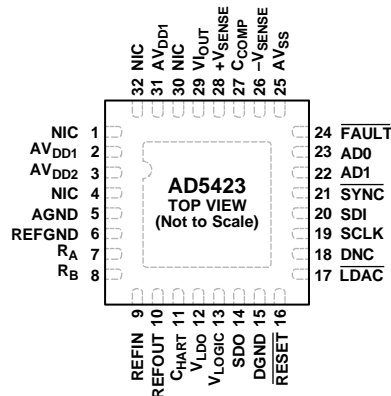 32 NIC
31 AVDD1
30 NIC
29 VIOUT
28 +VSENSE
27 CCOMP
26 –VSENSE
25 AVSS
NIC 1
AVDD1 2
AVDD2 3
NIC 4
AGND 5
REFGND 6
RA 7
RB 8
AD5423
TOP VIEW
(Not to Scale)
24 FAULT
23 AD0
22 AD1
21 SYNC
20 SDI
19 SCLK
18 DNC
17 LDAC
REFIN 9
REFOUT 10
CHART 11
VLDO 12
VLOGIC 13
SDO 14
DGND 15
RESET 16